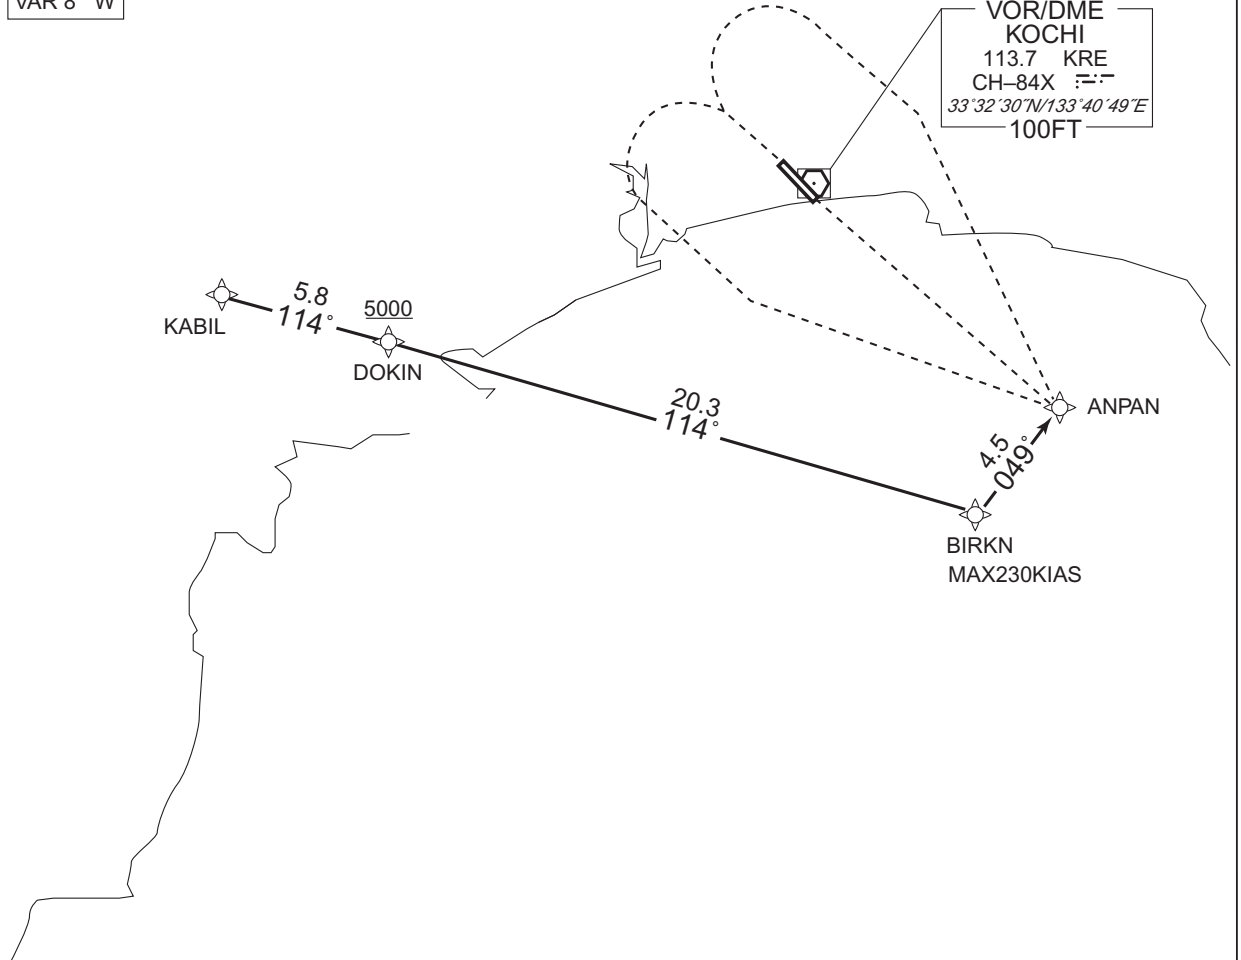 VAR 8° W
VOR/DME
KOCHI
113.7 KRE
CH–84X
33°32´30˝N/133°40´49˝E
100FT
5.8
114°
5000
KABIL
DOKIN
20.3
114°
ANPAN
4.5
049°
BIRKN
MAX230KIAS